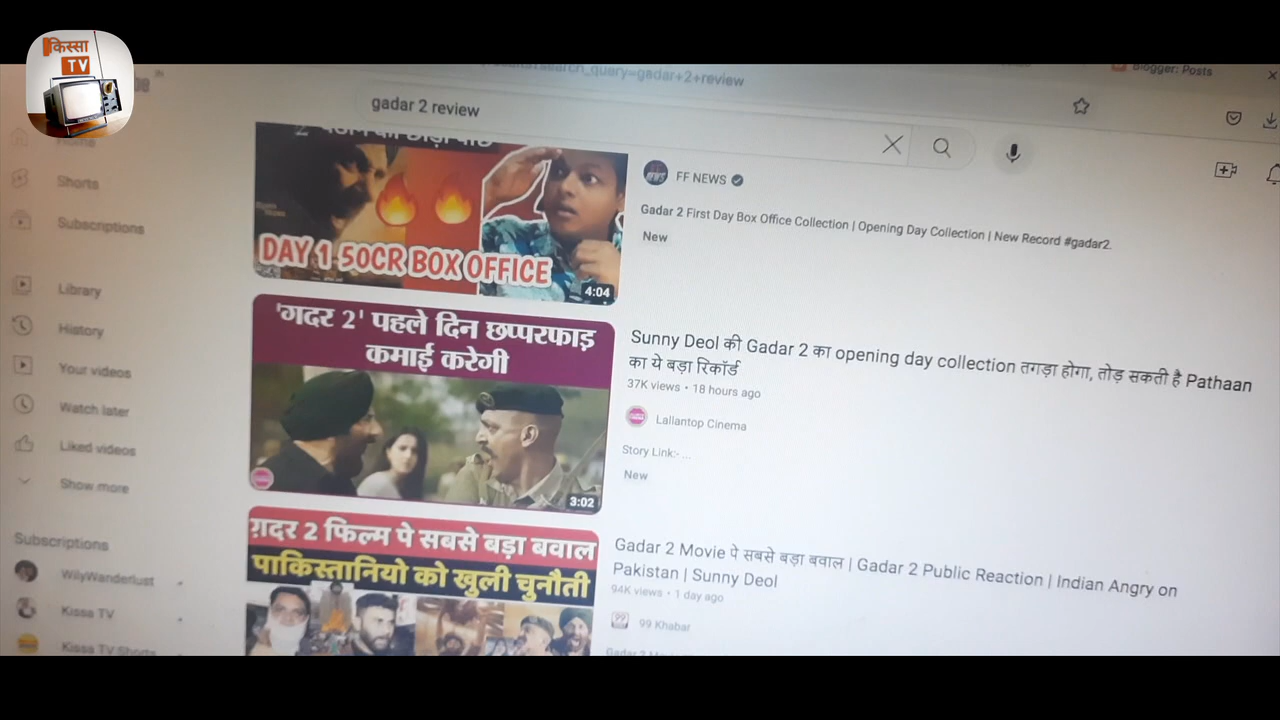 किस्सा
TV
search_query=gadar+2+review
Blogger: Posts
gadar 2 review
Home
Shorts
Subscriptions
Library
History
Your videos
Watch later
Liked videos
Show more
Subscriptions
WilyWanderlust
Kissa TV
Kissa TV Shorts
DAY 1 50CR BOX OFFICE
4:04
FF NEWS
Gadar 2 First Day Box Office Collection | Opening Day Collection | New Record #gadar2.
New
'गदर 2' पहले दिन छप्परफाड़
कमाई करेगी
3:02
Sunny Deol की Gadar 2 का opening day collection तगड़ा होगा, तोड़ सकती है Pathaan
का ये बड़ा रिकॉर्ड
37K views • 18 hours ago
Lallantop Cinema
Story Link:- ...
New
ग़दर 2 फिल्म पे सबसे बड़ा बवाल
पाकिस्तानियो को खुली चुनौती
Gadar 2 Movie पे सबसे बड़ा बवाल | Gadar 2 Public Reaction | Indian Angry on
Pakistan | Sunny Deol
94K views • 1 day ago
99 Khabar